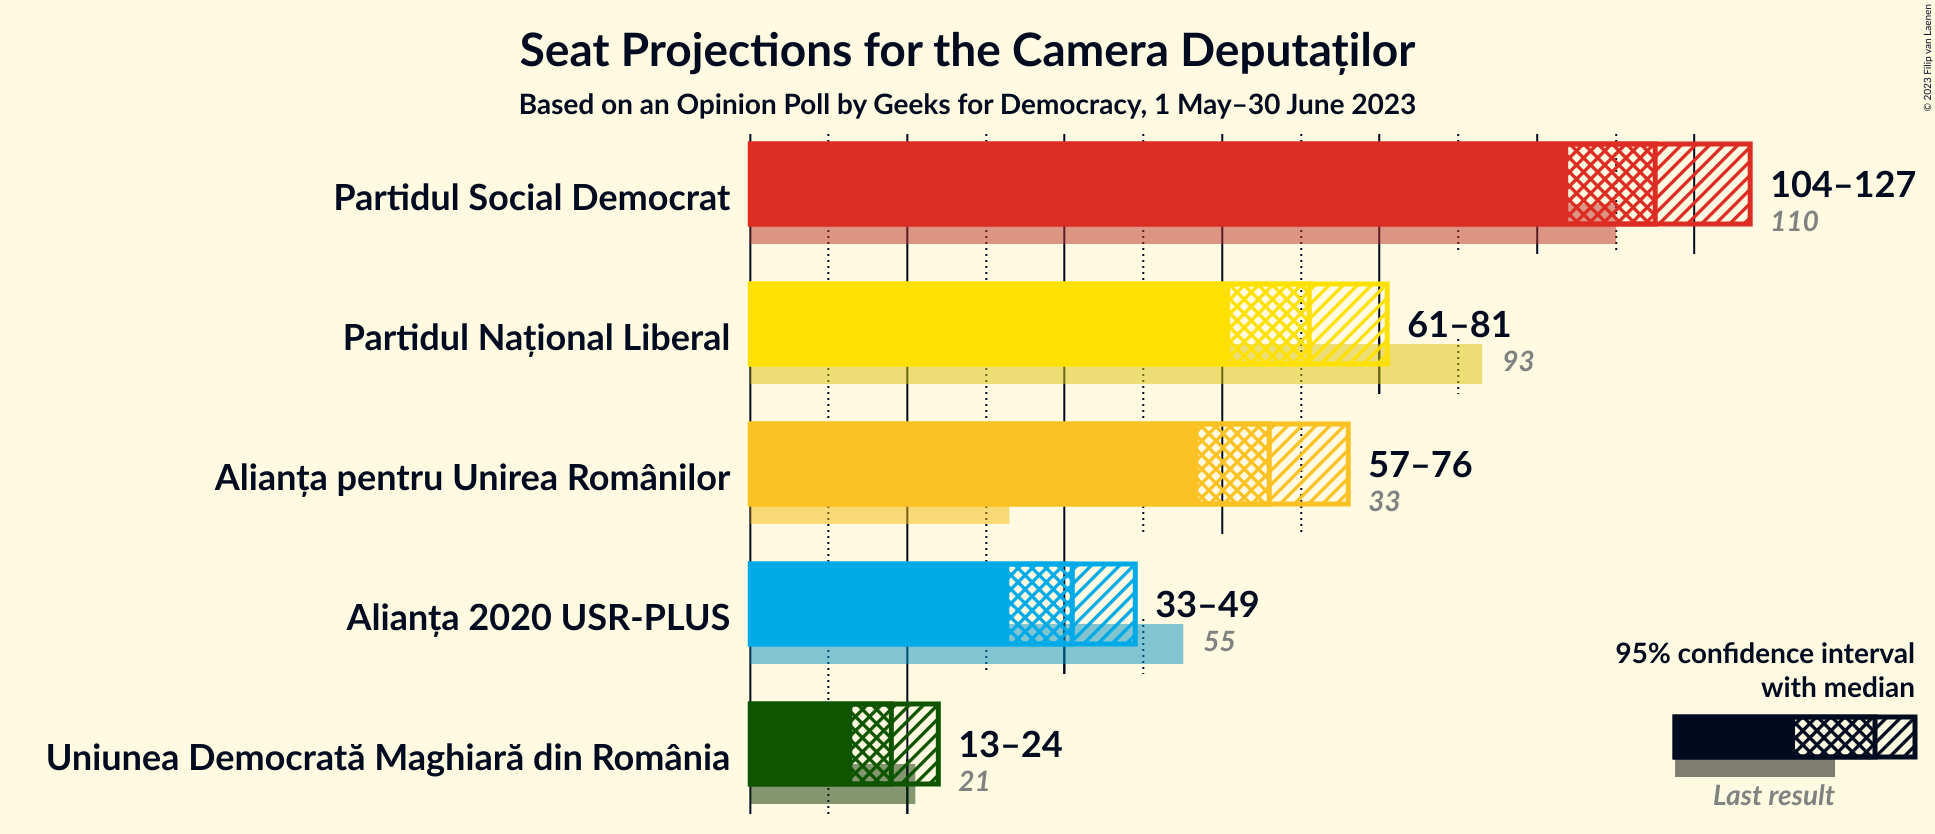 Seat Projections for the Camera Deputaților
Based on an Opinion Poll by Geeks for Democracy, 1 May–30 June 2023
© 2023 Filip van Laenen
Partidul Social Democrat
104–127
110
Partidul Național Liberal
61–81
93
Alianța pentru Unirea Românilor
57–76
33
Alianța 2020 USR-PLUS
33–49
55
Uniunea Democrată Maghiară din România
13–24
21
95% confidence interval
with median
Last result